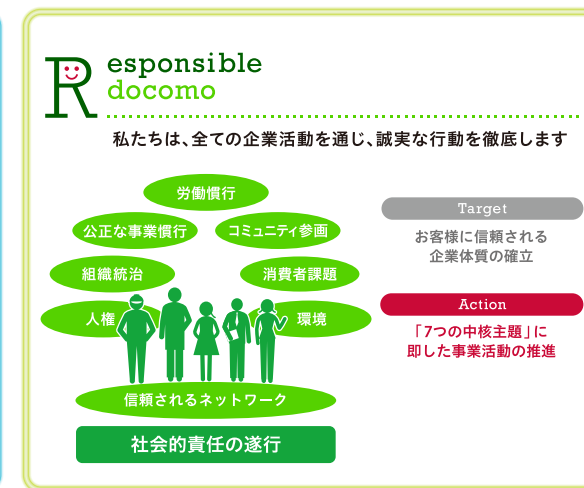 Responsible
docomo
私たちは、全ての企業活動を通じ、誠実な行動を徹底します
労働慣行
公正な事業慣行
コミュニティ参画
組織統治
消費者課題
人権
環境
信頼されるネットワーク
社会的責任の遂行
Target
お客様に信頼される
企業体質の確立
Action
「7つの中核主題」に
即した事業活動の推進